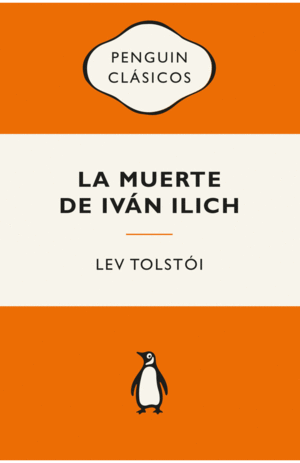 PENGUIN
CLÁSICOS
LA MUERTE
DE IVÁN ILICH
LEV TOLSTÓI